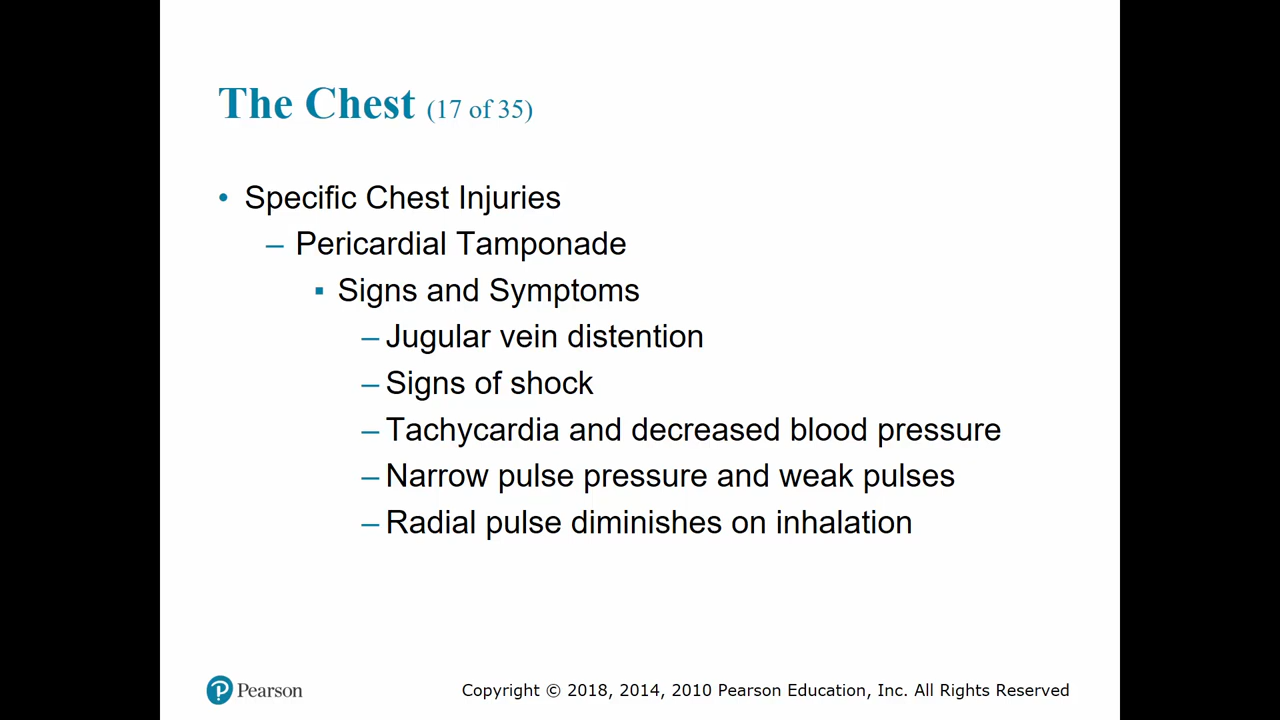 The Chest (17 of 35)
• Specific Chest Injuries
– Pericardial Tamponade
▪ Signs and Symptoms
– Jugular vein distention
– Signs of shock
– Tachycardia and decreased blood pressure
– Narrow pulse pressure and weak pulses
– Radial pulse diminishes on inhalation
P Pearson
Copyright © 2018, 2014, 2010 Pearson Education, Inc. All Rights Reserved